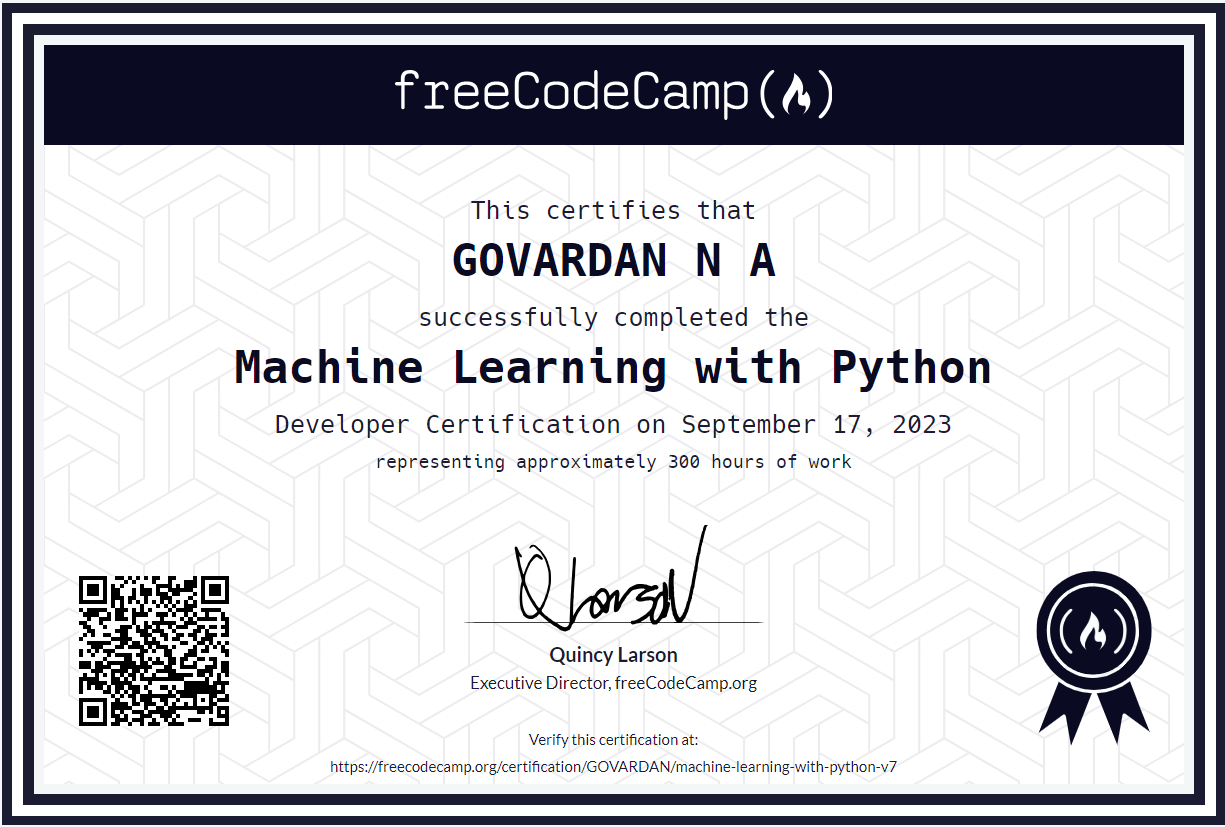 freeCodeCamp
This certifies that
GOVARDAN N A
successfully completed the
Machine Learning with Python
Developer Certification on September 17, 2023
representing approximately 300 hours of work
QLarson
Quincy Larson
Executive Director, freeCodeCamp.org
Verify this certification at:
https://freecodecamp.org/certification/GOVARDAN/machine-learning-with-python-v7